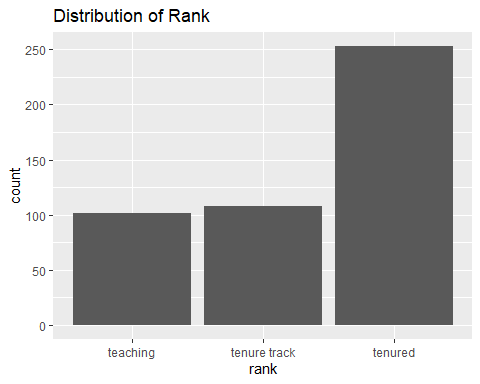 Distribution of Rank
250
200
150
100
50
0
count
teaching
tenure track
tenured
rank